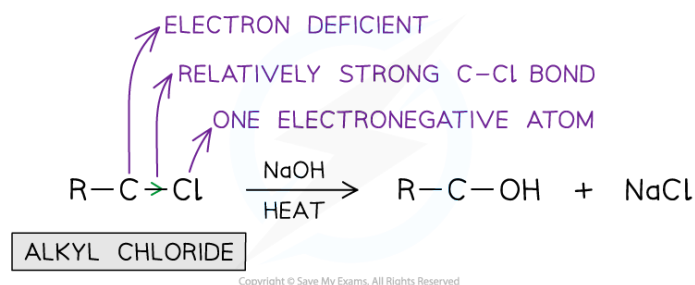 ELECTRON DEFICIENT
RELATIVELY STRONG C-Cl BOND
ONE ELECTRONEGATIVE ATOM
R-C-Cl NaOH HEAT R-C-OH + NaCl
ALKYL CHLORIDE
Copyright © Save My Exams. All Rights Reserved